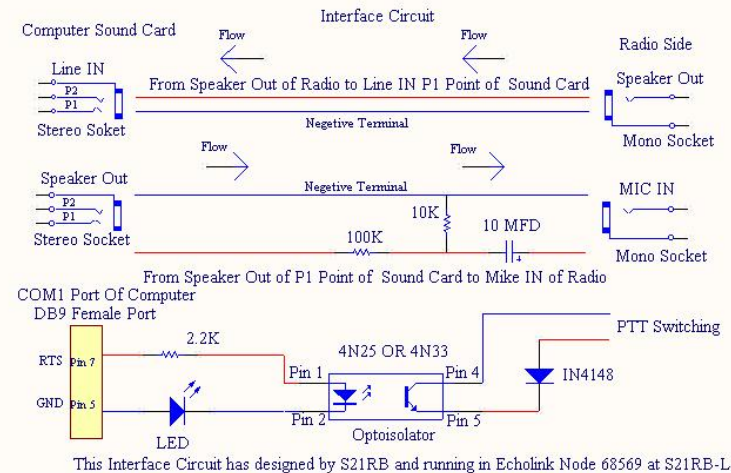 Interface Circuit
Computer Sound Card
Flow
Flow
Radio Side
Line IN
From Speaker Out of Radio to Line IN P1 Point of Sound Card
Speaker Out
P2
P1
Stereo Soket
Negetive Terminal
Mono Socket
Flow
Flow
Speaker Out
Negetive Terminal
MIC IN
P2
P1
10K
10 MFD
Stereo Socket
100K
Mono Socket
From Speaker Out of P1 Point of Sound Card to Mike IN of Radio
COM1 Port Of Computer
DB9 Female Port
2.2K
PTT Switching
4N25 OR 4N33
RTS
Pin 7
Pin 1
Pin 4
IN4148
GND
Pin 5
Pin 2
Pin 5
LED
Optoisolator
This Interface Circuit has designed by S21RB and running in Echolink Node 68569 at S21RB-L